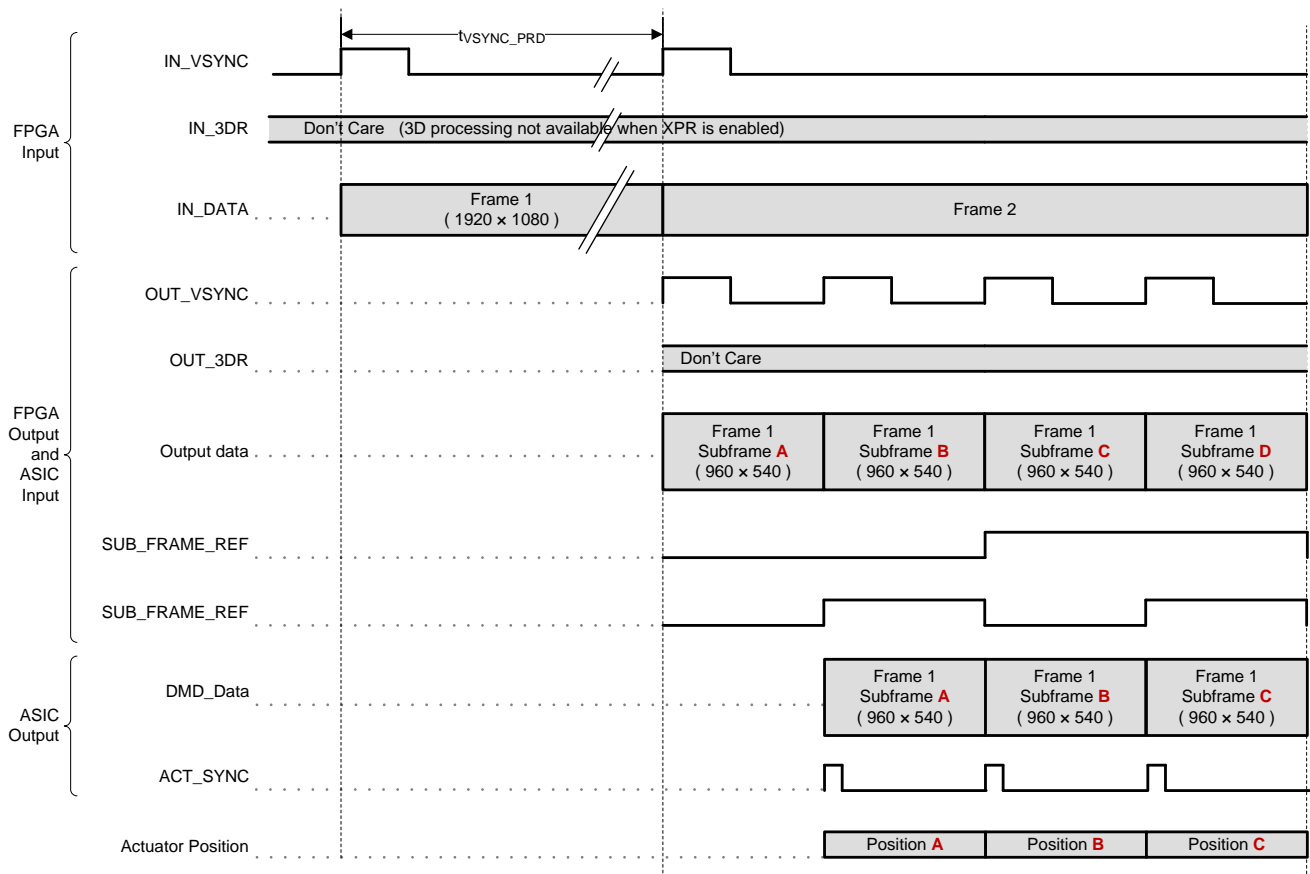 tVSYNC_PRD
IN_VSYNC
FPGA
Input
IN_3DR
Don't Care (3D processing not available when XPR is enabled)
IN_DATA
Frame 1
( 1920 × 1080 )
Frame 2
OUT_VSYNC
OUT_3DR
Don't Care
FPGA
Output
and
ASIC
Input
Output data
Frame 1
Subframe A
( 960 × 540 )
Frame 1
Subframe B
( 960 × 540 )
Frame 1
Subframe C
( 960 × 540 )
Frame 1
Subframe D
( 960 × 540 )
SUB_FRAME_REF
SUB_FRAME_REF
ASIC
Output
DMD_Data
Frame 1
Subframe A
( 960 × 540 )
Frame 1
Subframe B
( 960 × 540 )
Frame 1
Subframe C
( 960 × 540 )
ACT_SYNC
Actuator Position
Position A
Position B
Position C